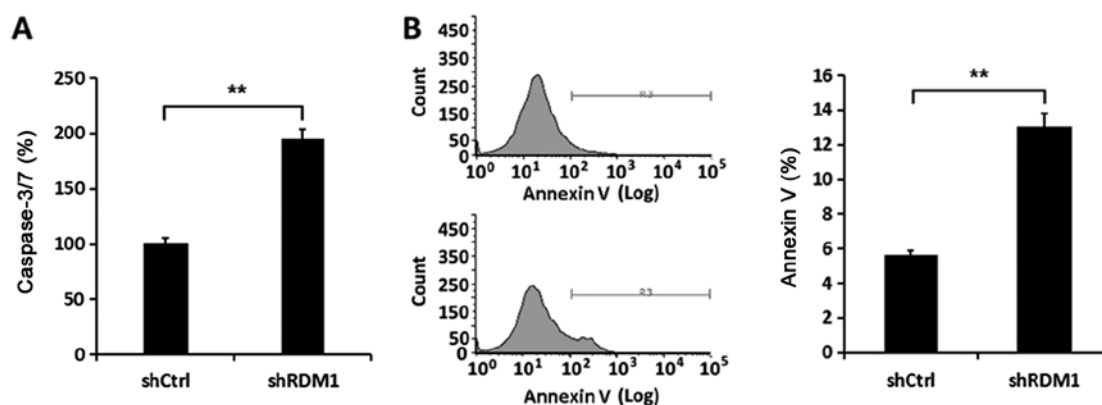 A
Caspase-3/7 (%)
250
200
150
100
50
0
**
shCtrl
shRDM1
B
Count
450
350
250
150
50
0
R3
10⁰ 10¹ 10² 10³ 10⁴ 10⁵
Annexin V (Log)
Count
450
350
250
150
50
0
R3
10⁰ 10¹ 10² 10³ 10⁴ 10⁵
Annexin V (Log)
Annexin V (%)
16
14
12
10
8
6
4
2
0
**
shCtrl
shRDM1